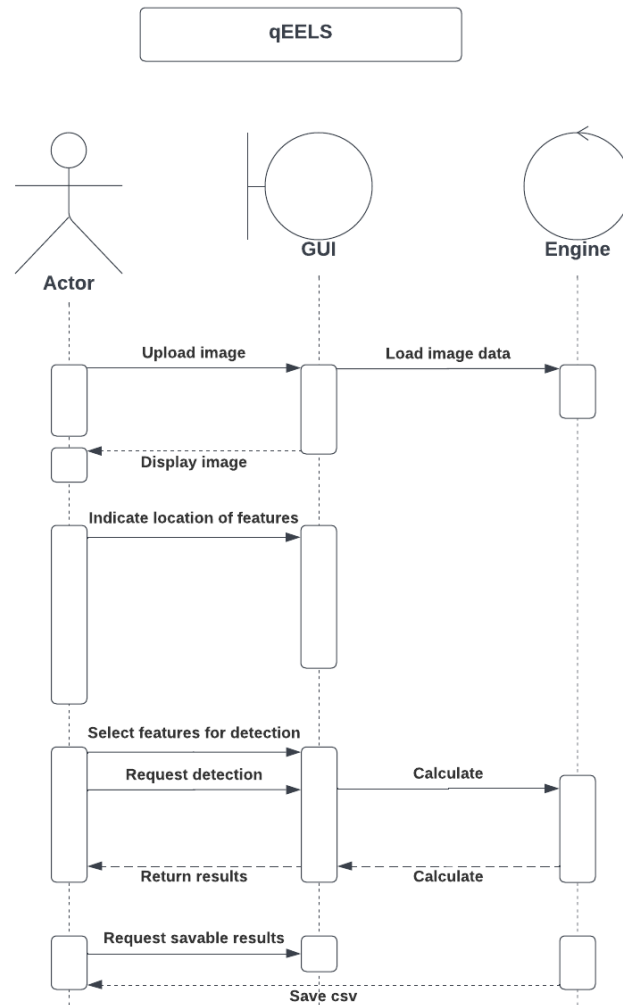 qEELS
Actor
GUI
Engine
Upload image
Load image data
Display image
Indicate location of features
Select features for detection
Request detection
Calculate
Return results
Calculate
Request savable results
Save csv